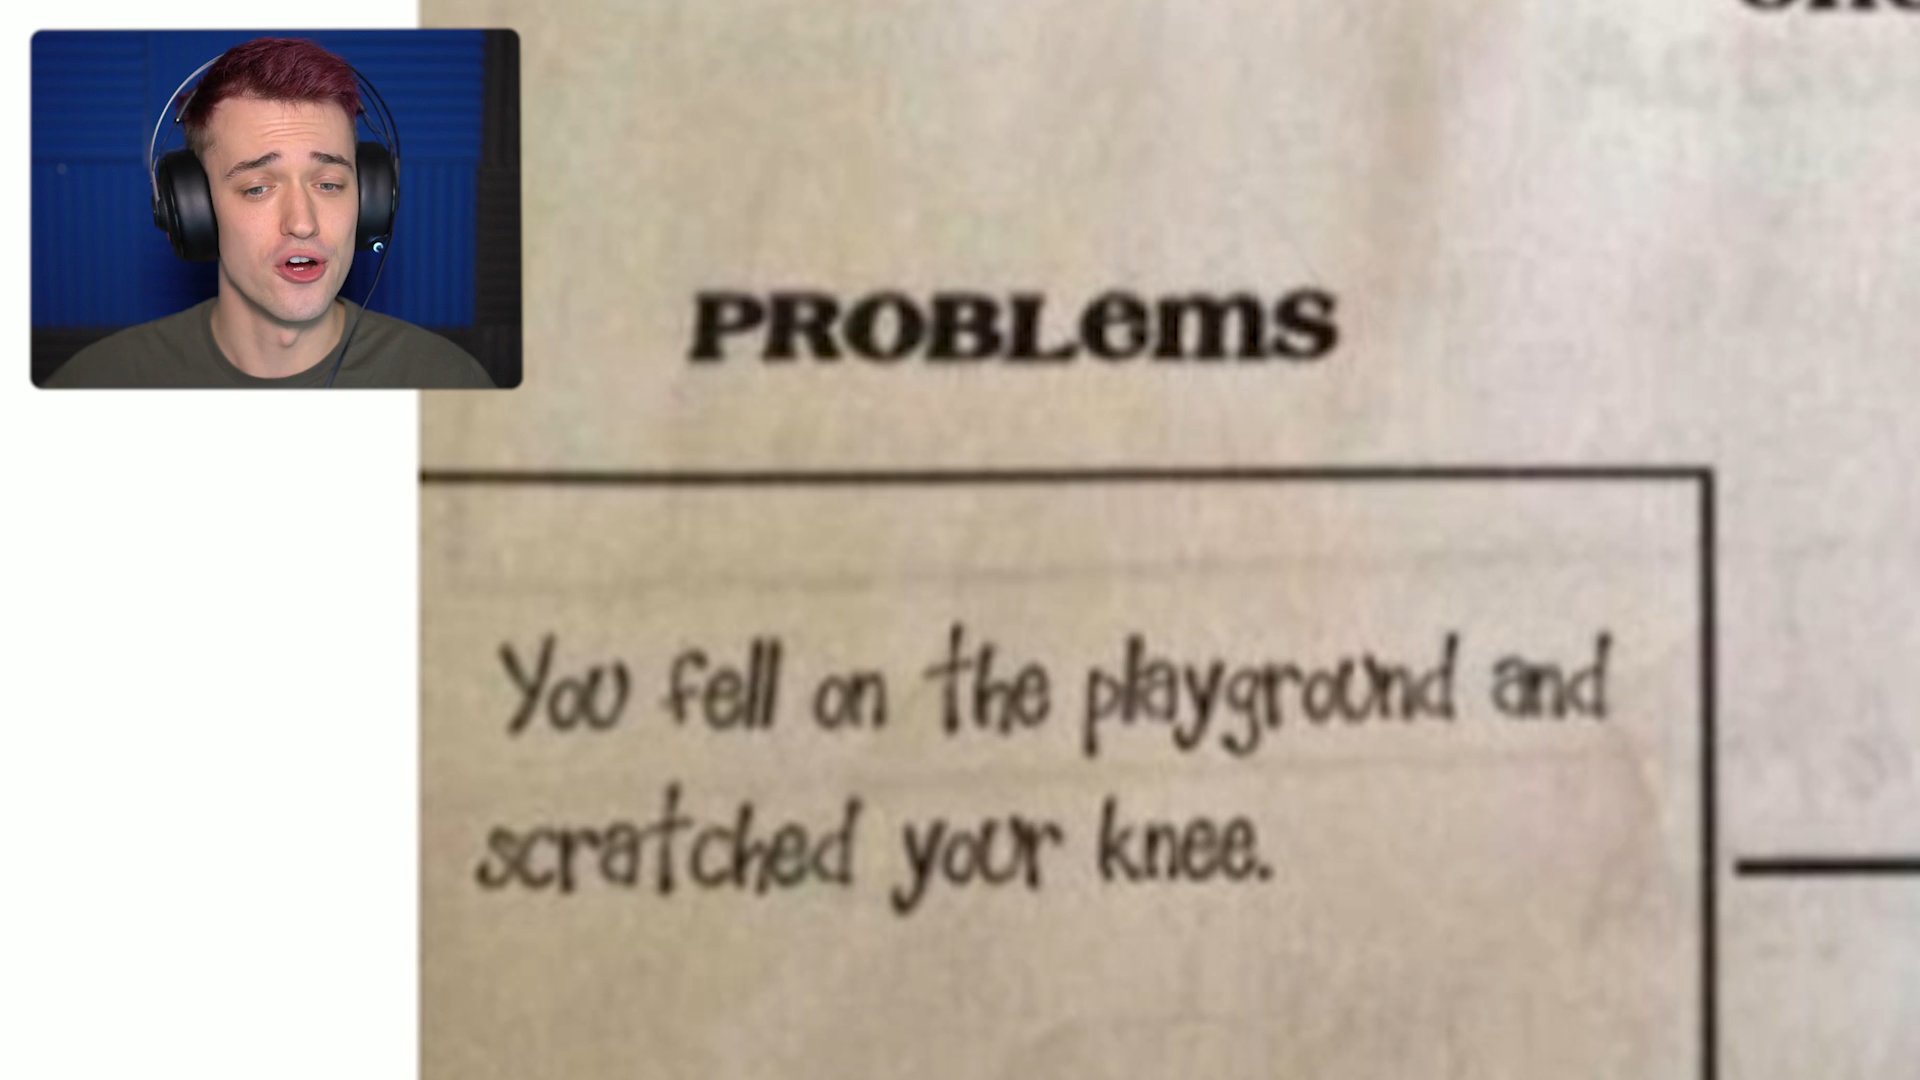 PROBLems
You fell on the playground and
scratched your knee.